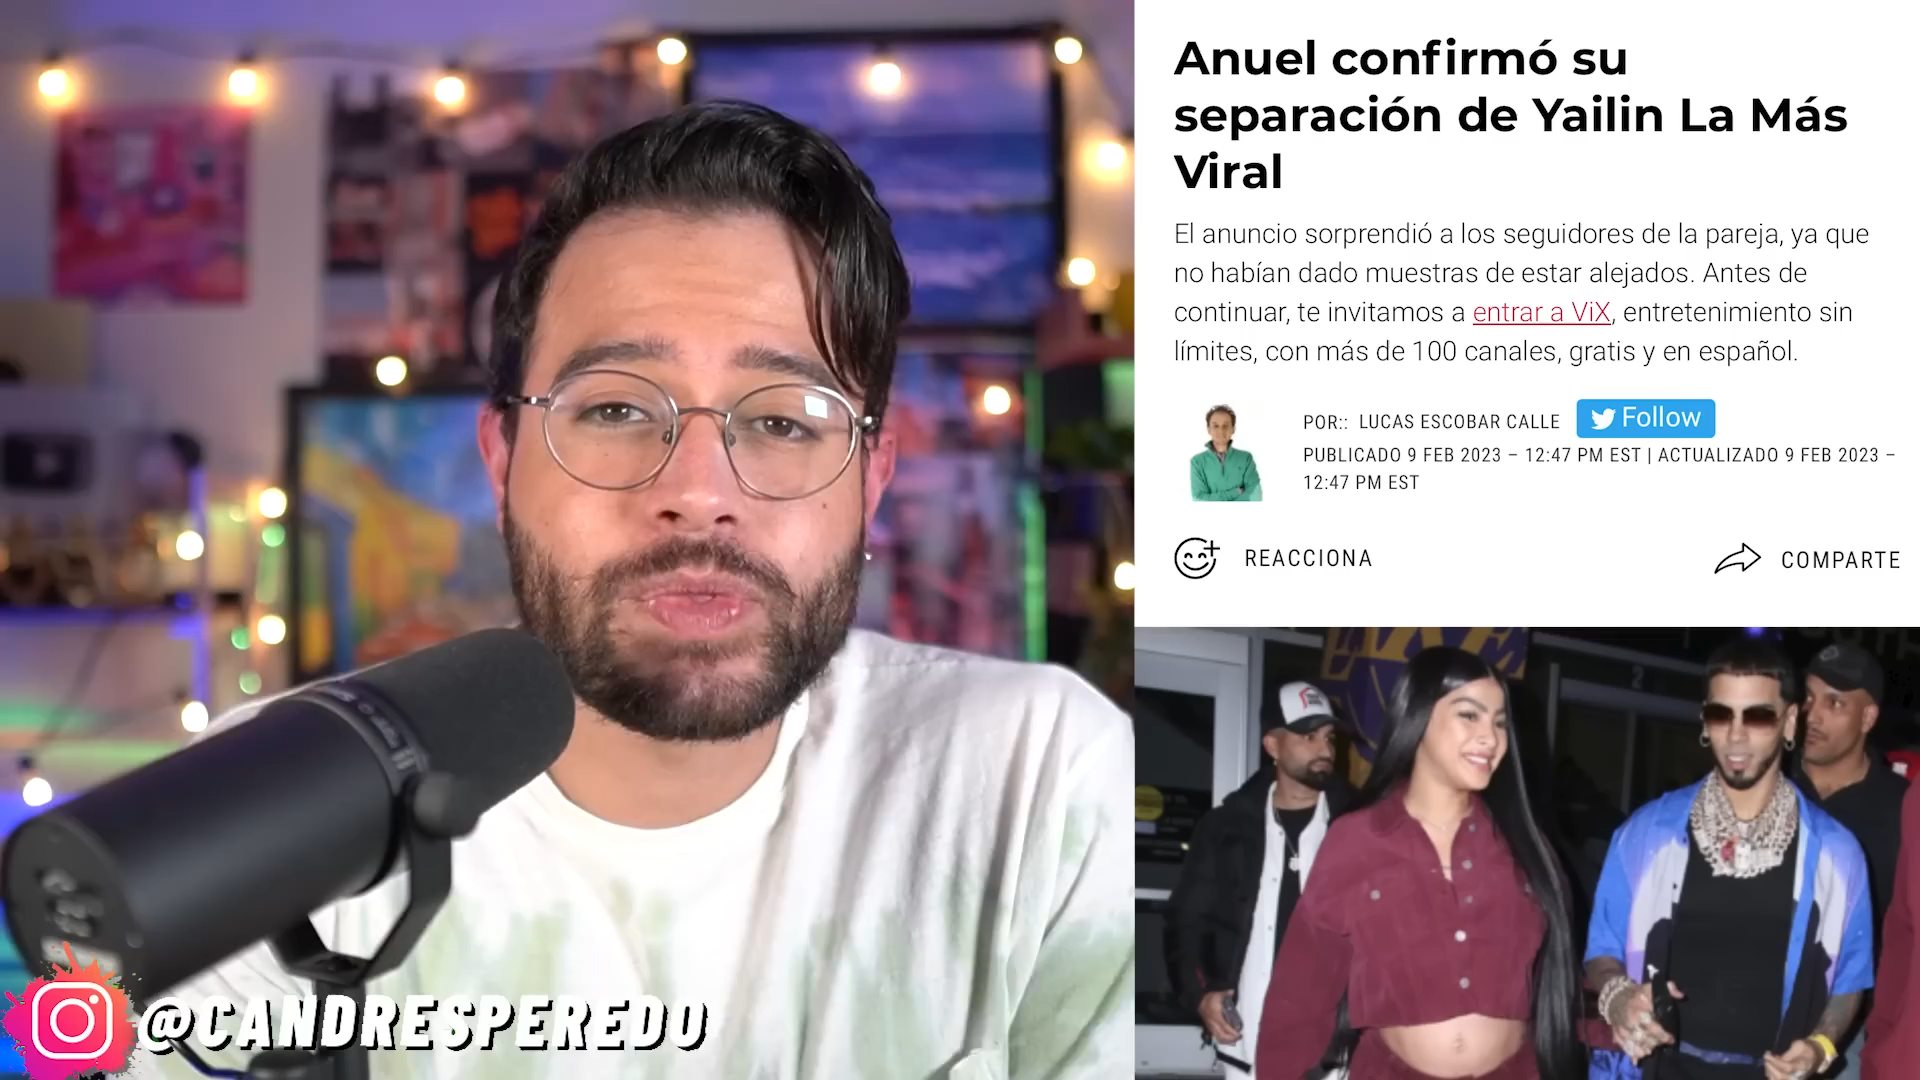 Anuel confirmó su
separación de Yailin La Más
Viral
El anuncio sorprendió a los seguidores de la pareja, ya que
no habían dado muestras de estar alejados. Antes de
continuar, te invitamos a entrar a ViX, entretenimiento sin
límites, con más de 100 canales, gratis y en español.
POR:: LUCAS ESCOBAR CALLE
Follow
PUBLICADO 9 FEB 2023 – 12:47 PM EST | ACTUALIZADO 9 FEB 2023 –
12:47 PM EST
REACCIONA
COMPARTE
@CANDRESPEREDO